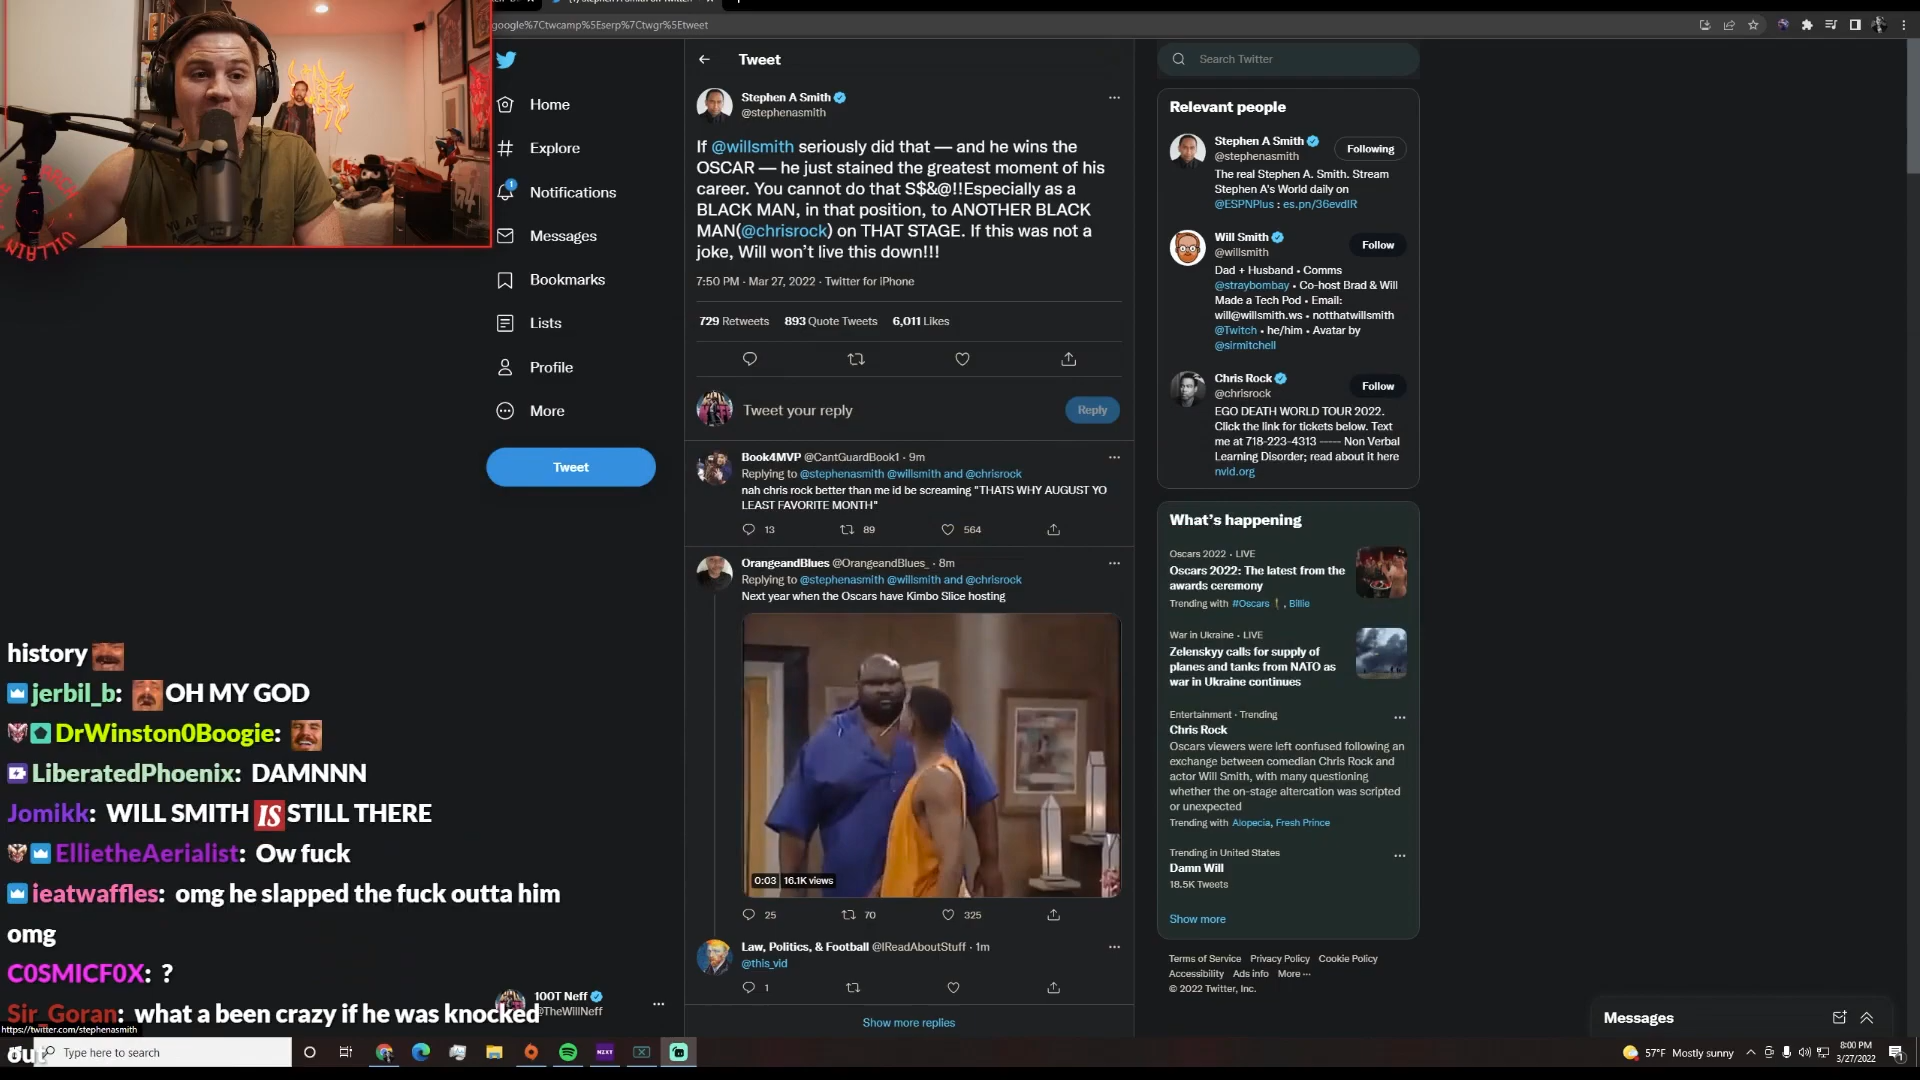 google%7Ctwcamp%5Eserp%7Ctwgr%5Etweet
Home
Explore
1
Notifications
Messages
Bookmarks
Lists
Profile
More
Tweet
100T Neff
@TheWillNeff
Tweet
Stephen A Smith
@stephenasmith
If @willsmith seriously did that — and he wins the
OSCAR — he just stained the greatest moment of his
career. You cannot do that S$&@!!Especially as a
BLACK MAN, in that position, to ANOTHER BLACK
MAN(@chrisrock) on THAT STAGE. If this was not a
joke, Will won’t live this down!!!
7:50 PM · Mar 27, 2022 · Twitter for iPhone
729 Retweets 893 Quote Tweets 6,011 Likes
Tweet your reply
Reply
Book4MVP @CantGuardBook1 · 9m
Replying to @stephenasmith @willsmith and @chrisrock
nah chris rock better than me id be screaming "THATS WHY AUGUST YO
LEAST FAVORITE MONTH"
13 89 564
OrangeandBlues @OrangeandBlues_ · 8m
Replying to @stephenasmith @willsmith and @chrisrock
Next year when the Oscars have Kimbo Slice hosting
0:03 16.1K views
25 70 325
Law, Politics, & Football @IReadAboutStuff · 1m
@this_vid
1
Show more replies
Search Twitter
Relevant people
Stephen A Smith
@stephenasmith
Following
The real Stephen A. Smith. Stream
Stephen A's World daily on
@ESPNPlus : es.pn/36evdIR
Will Smith
@willsmith
Follow
Dad + Husband • Comms
@straybombay • Co-host Brad & Will
Made a Tech Pod • Email:
will@willsmith.ws • notthatwillsmith
@Twitch • he/him • Avatar by
@sirmitchell
Chris Rock
@chrisrock
Follow
EGO DEATH WORLD TOUR 2022.
Click the link for tickets below. Text
me at 718-223-4313 ----- Non Verbal
Learning Disorder; read about it here
nvld.org
What’s happening
Oscars 2022 · LIVE
Oscars 2022: The latest from the
awards ceremony
Trending with #Oscars , Billie
War in Ukraine · LIVE
Zelenskyy calls for supply of
planes and tanks from NATO as
war in Ukraine continues
Entertainment · Trending
Chris Rock
Oscars viewers were left confused following an
exchange between comedian Chris Rock and
actor Will Smith, with many questioning
whether the on-stage altercation was scripted
or unexpected
Trending with Alopecia, Fresh Prince
Trending in United States
Damn Will
18.5K Tweets
Show more
Terms of Service Privacy Policy Cookie Policy
Accessibility Ads info More ···
© 2022 Twitter, Inc.
Messages
history
jerbil_b: OH MY GOD
DrWinston0Boogie:
LiberatedPhoenix: DAMNNN
Jomikk: WILL SMITH IS STILL THERE
EllietheAerialist: Ow fuck
ieatwaffles: omg he slapped the fuck outta him
omg
C0SMICF0X: ?
Sir_Goran: what a been crazy if he was knocked
out
https://twitter.com/stephenasmith
Type here to search
NZXT
57°F Mostly sunny
8:00 PM
3/27/2022